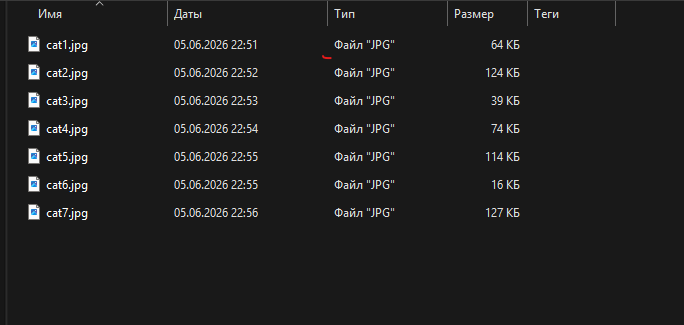 Имя Даты Тип Размер Теги
cat1.jpg 05.06.2026 22:51 Файл "JPG" 64 КБ
cat2.jpg 05.06.2026 22:52 Файл "JPG" 124 КБ
cat3.jpg 05.06.2026 22:53 Файл "JPG" 39 КБ
cat4.jpg 05.06.2026 22:54 Файл "JPG" 74 КБ
cat5.jpg 05.06.2026 22:55 Файл "JPG" 114 КБ
cat6.jpg 05.06.2026 22:55 Файл "JPG" 16 КБ
cat7.jpg 05.06.2026 22:56 Файл "JPG" 127 КБ